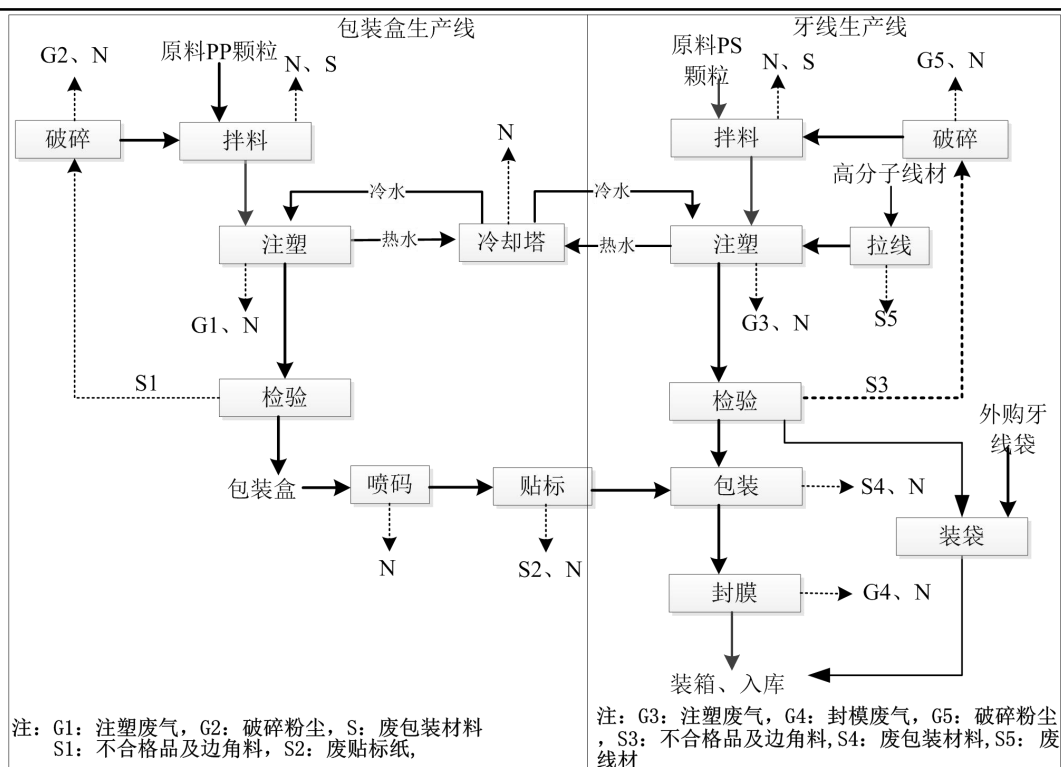 包装盒生产线
牙线生产线
G2、N
原料PP颗粒
N、S
破碎
拌料
N
冷水
注塑
热水
冷却塔
G1、N
S1
检验
包装盒
喷码
N
贴标
S2、N
原料PS
颗粒
N、S
G5、N
拌料
破碎
高分子线材
冷水
热水
注塑
拉线
G3、N
S5
检验
S3
外购牙
线袋
包装
S4、N
装袋
封膜
G4、N
装箱、入库
注：G1：注塑废气，G2：破碎粉尘，S：废包装材料
S1：不合格品及边角料，S2：废贴标纸,
注：G3：注塑废气，G4：封模废气，G5：破碎粉尘
，S3：不合格品及边角料,S4：废包装材料,S5：废
线材